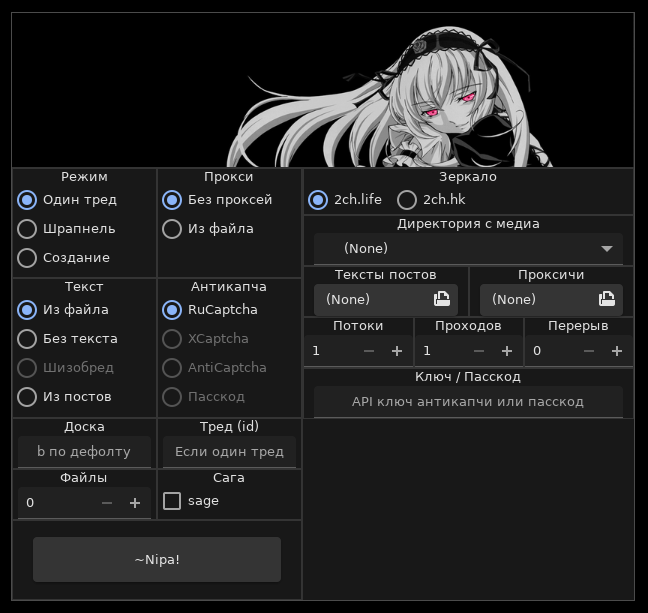 Режим
Один тред
Шрапнель
Создание
Прокси
Без проксей
Из файла
Зеркало
2ch.life
2ch.hk
Директория с медиа
(None)
Тексты постов
(None)
Проксичи
(None)
Текст
Из файла
Без текста
Шизобред
Из постов
Антикапча
RuCaptcha
XCaptcha
AntiCaptcha
Пасскод
Потоки
1
Проходов
1
Перерыв
0
Ключ / Пасскод
API ключ антикапчи или пасскод
Доска
b по дефолту
Тред (id)
Если один тред
Файлы
0
Сага
sage
~Nipa!